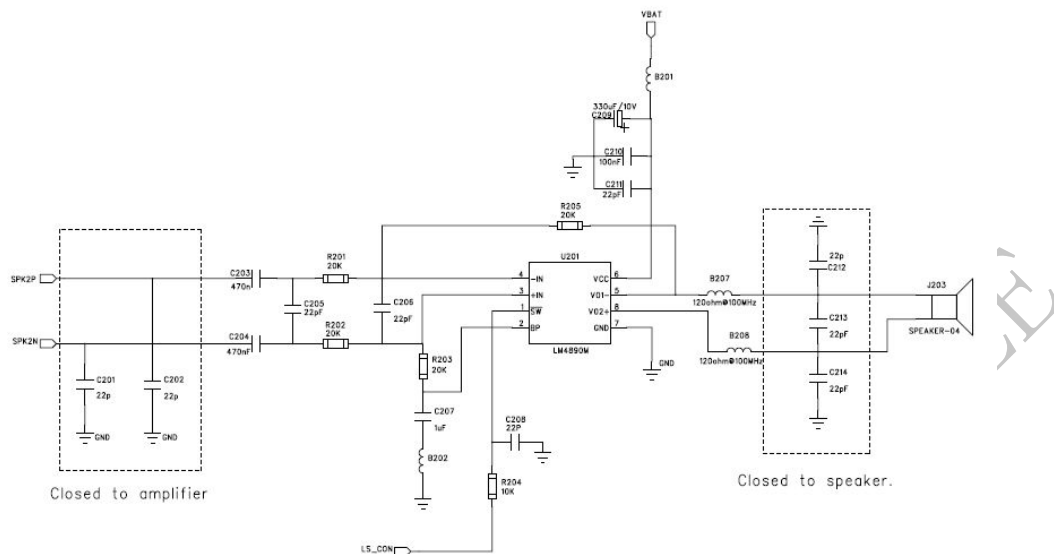 VBAT
B201
330uF/10V
C209
C210
100nF
C211
22pF
R205
20K
U201
4 -IN VCC 6
3 +IN VO1- 5
1 SW VO2+ 8
2 BP GND 7
LM4890M
GND
SPK2P
C203
470n
R201
20K
C205
22pF
C206
22pF
SPK2N
C204
470nF
R202
20K
R203
20K
C201
22p
GND
C202
22p
GND
Closed to amplifier
C207
1uF
B202
C208
22P
R204
10K
LS_CON
B207
120ohm@100MHz
B208
120ohm@100MHz
22p
C212
C213
22pF
C214
22pF
J203
SPEAKER-04
Closed to speaker.